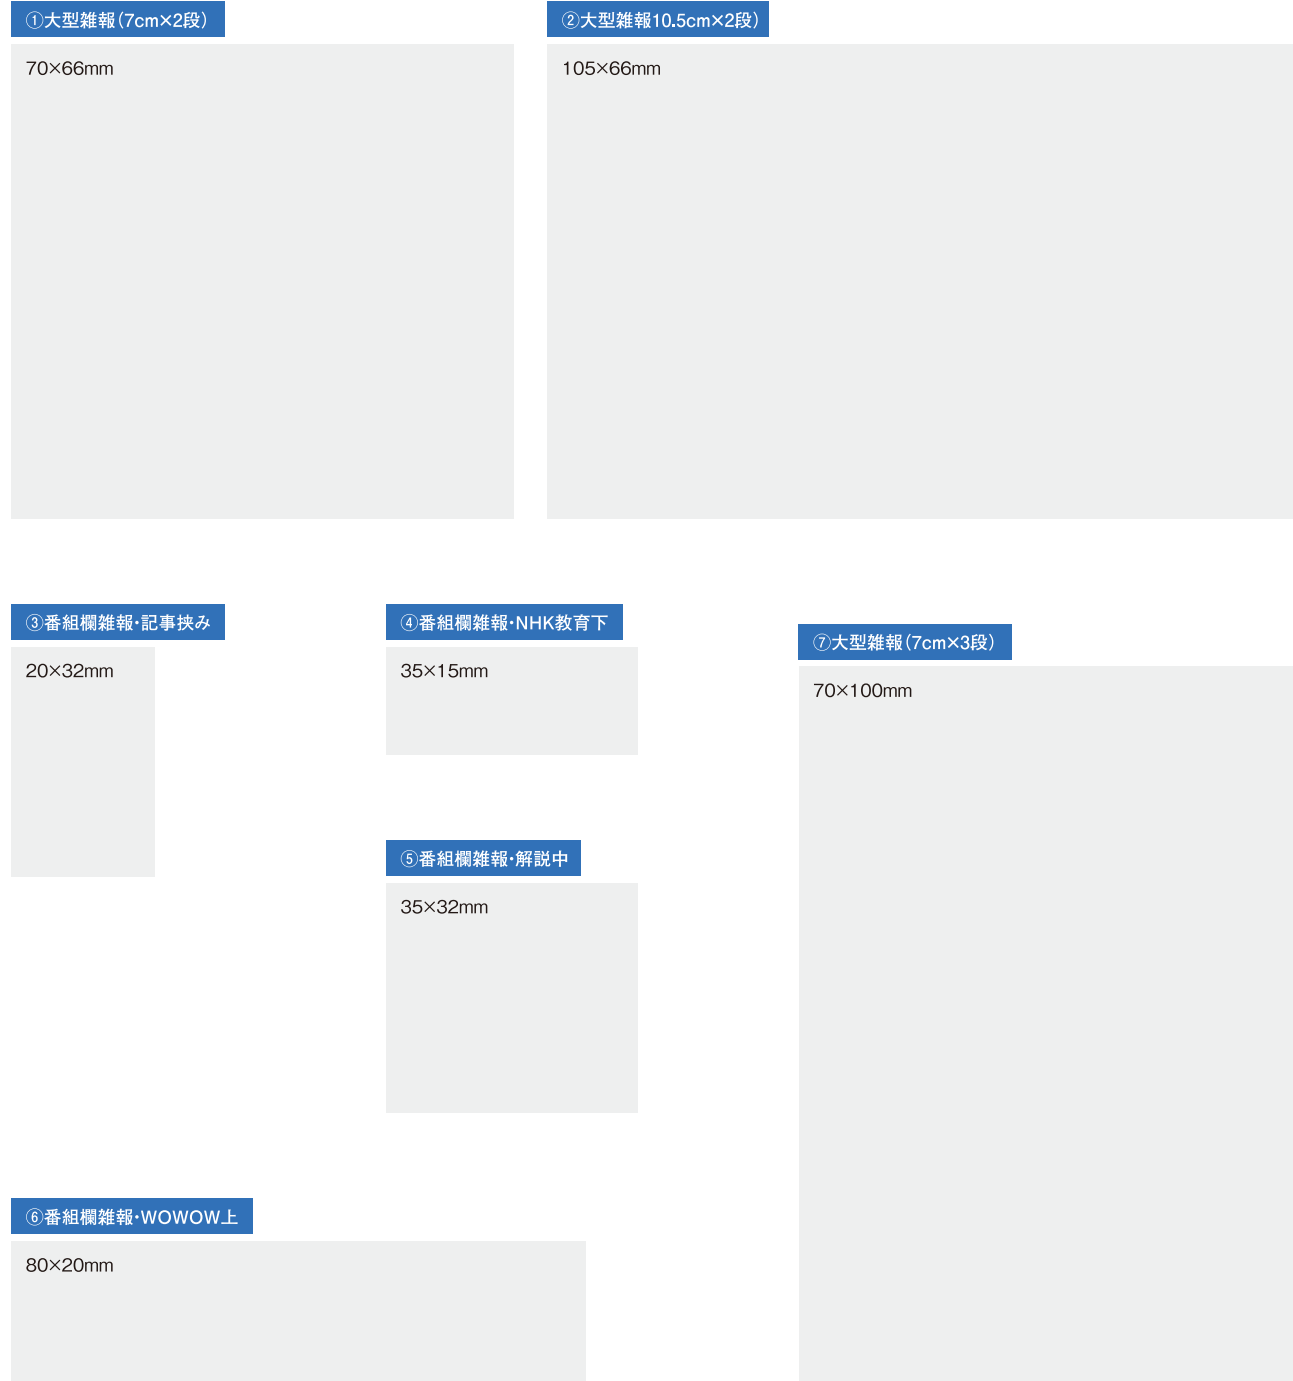 ①大型雑報(7cm×2段)
70×66mm
②大型雑報10.5cm×2段)
105×66mm
③番組欄雑報・記事挟み
20×32mm
④番組欄雑報・NHK教育下
35×15mm
⑤番組欄雑報・解説中
35×32mm
⑥番組欄雑報・WOWOW上
80×20mm
⑦大型雑報(7cm×3段)
70×100mm